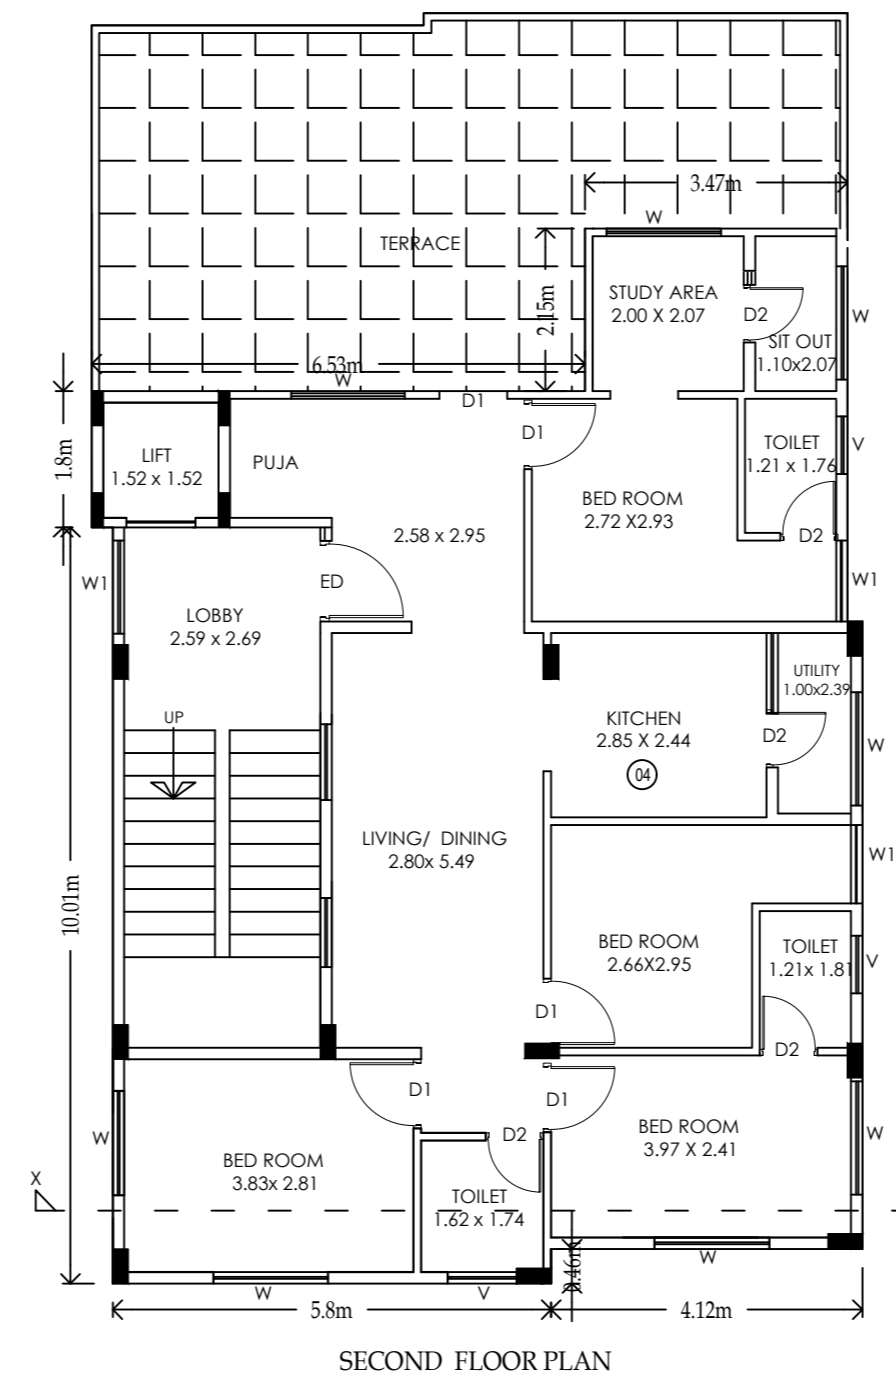 3.47m
W
TERRACE
2.15m
STUDY AREA
2.00 X 2.07
D2
W
SIT OUT
1.10x2.07
6.53m
W
D1
1.8m
LIFT
1.52 x 1.52
PUJA
D1
TOILET
1.21 x 1.76
V
BED ROOM
2.72 X2.93
2.58 x 2.95
D2
W1
ED
W1
LOBBY
2.59 x 2.69
UP
UTILITY
1.00x2.39
KITCHEN
2.85 X 2.44
D2
W
04
LIVING/ DINING
2.80x 5.49
W1
10.01m
BED ROOM
2.66X2.95
TOILET
1.21x 1.81
V
D1
D2
D1
D1
D2
BED ROOM
3.97 X 2.41
W
W
BED ROOM
3.83x 2.81
X
TOILET
1.62 x 1.74
0.46m
W
W
V
5.8m
4.12m
SECOND FLOOR PLAN